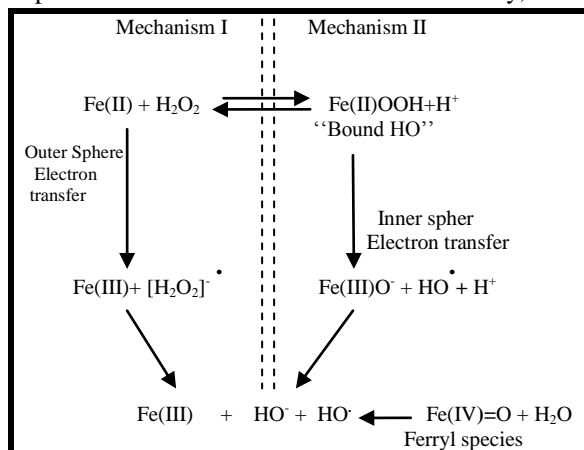 Mechanism I Mechanism II
Fe(II) + H₂O₂ Fe(II)OOH+H⁺
‘‘Bound HO’’
Outer Sphere
Electron
transfer
Inner spher
Electron transfer
Fe(III)+ [H₂O₂]⁻˙ Fe(III)O⁻ + HO˙+ H⁺
Fe(III) + HO⁻ + HO˙ Fe(IV)=O + H₂O
Ferryl species